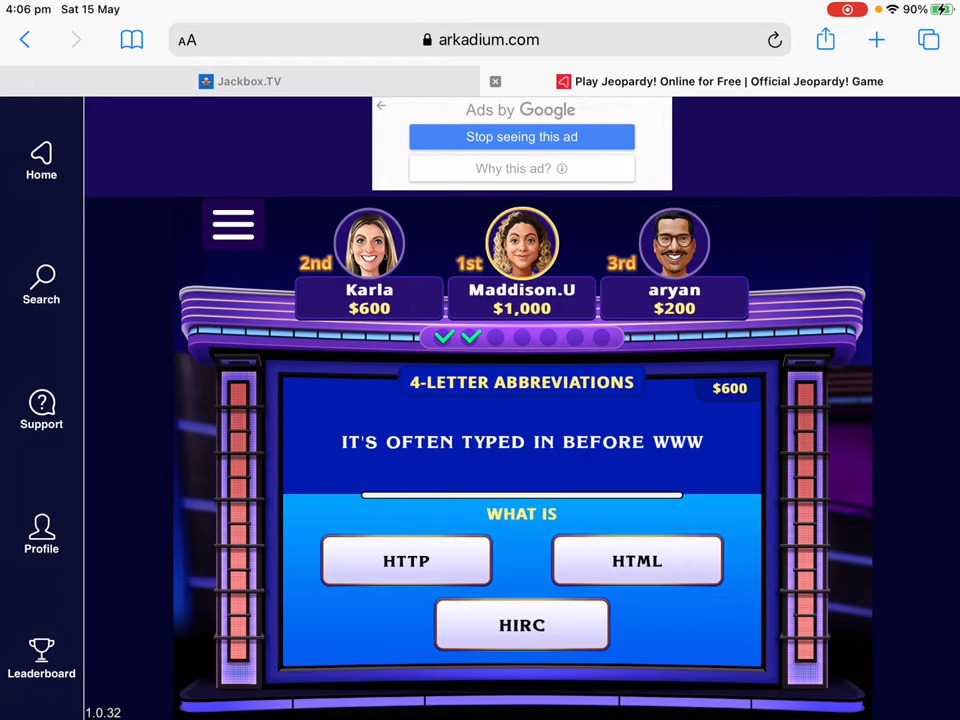 4:06 pm Sat 15 May
90%
AA
arkadium.com
Jackbox.TV
Play Jeopardy! Online for Free | Official Jeopardy! Game
Ads by Google
Stop seeing this ad
Why this ad?
Home
Search
Support
Profile
Leaderboard
1.0.32
2nd
1st
3rd
Karla
$600
Maddison.U
$1,000
aryan
$200
4-LETTER ABBREVIATIONS
$600
IT'S OFTEN TYPED IN BEFORE WWW
WHAT IS
HTTP
HTML
HIRC